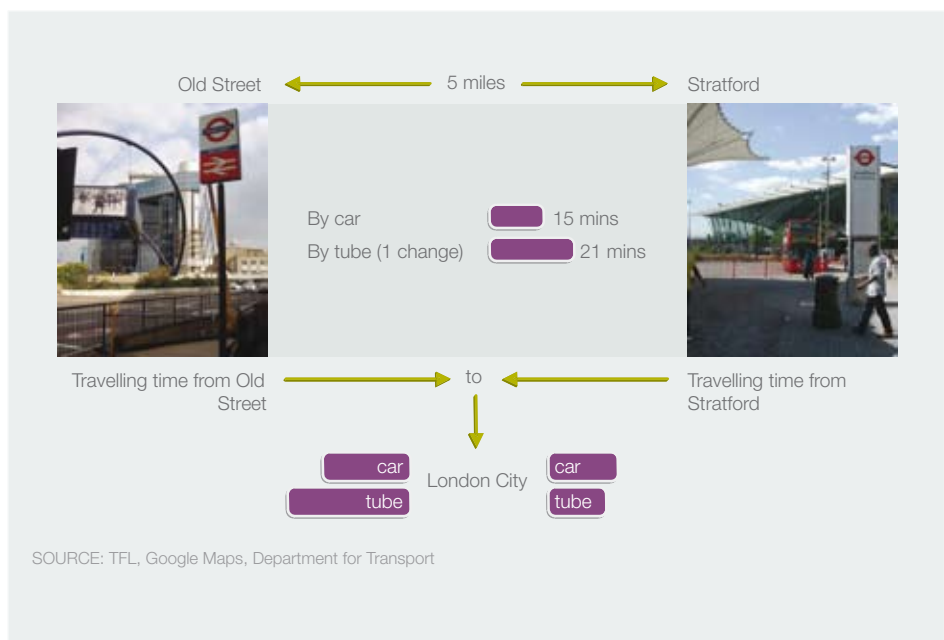 Old Street
5 miles
Stratford
By car
15 mins
By tube (1 change)
21 mins
Travelling time from Old
Street
to
Travelling time from
Stratford
car
London City
car
tube
tube
SOURCE: TFL, Google Maps, Department for Transport